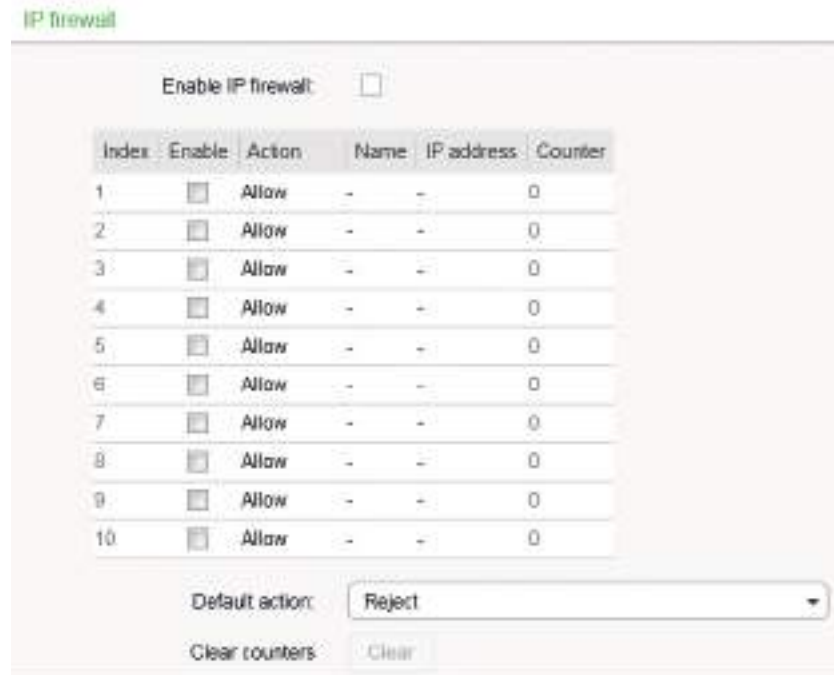 IP firewall
Enable IP firewall:
Index Enable Action Name IP address Counter
1 Allow - - 0
2 Allow - - 0
3 Allow - - 0
4 Allow - - 0
5 Allow - - 0
6 Allow - - 0
7 Allow - - 0
8 Allow - - 0
9 Allow - - 0
10 Allow - - 0
Default action: Reject
Clear counters Clear